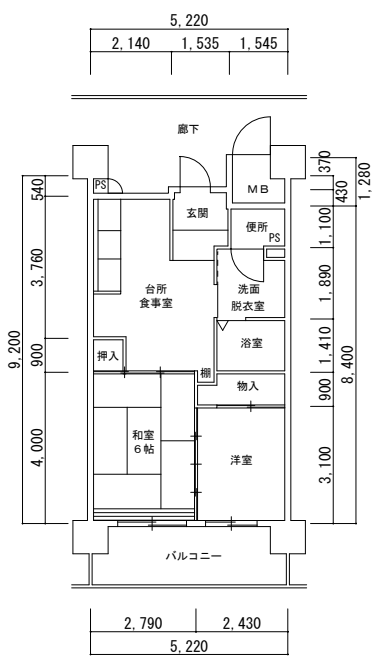 5,220
2,140
1,535
1,545
廊下
PS
玄関
MB
便所
PS
台所
食事室
洗面
脱衣室
浴室
押入
棚
物入
和室
6帖
洋室
バルコニー
540
3,760
900
4,000
9,200
370
430
1,280
1,100
1,890
1,410
900
3,100
8,400
2,790
2,430
5,220